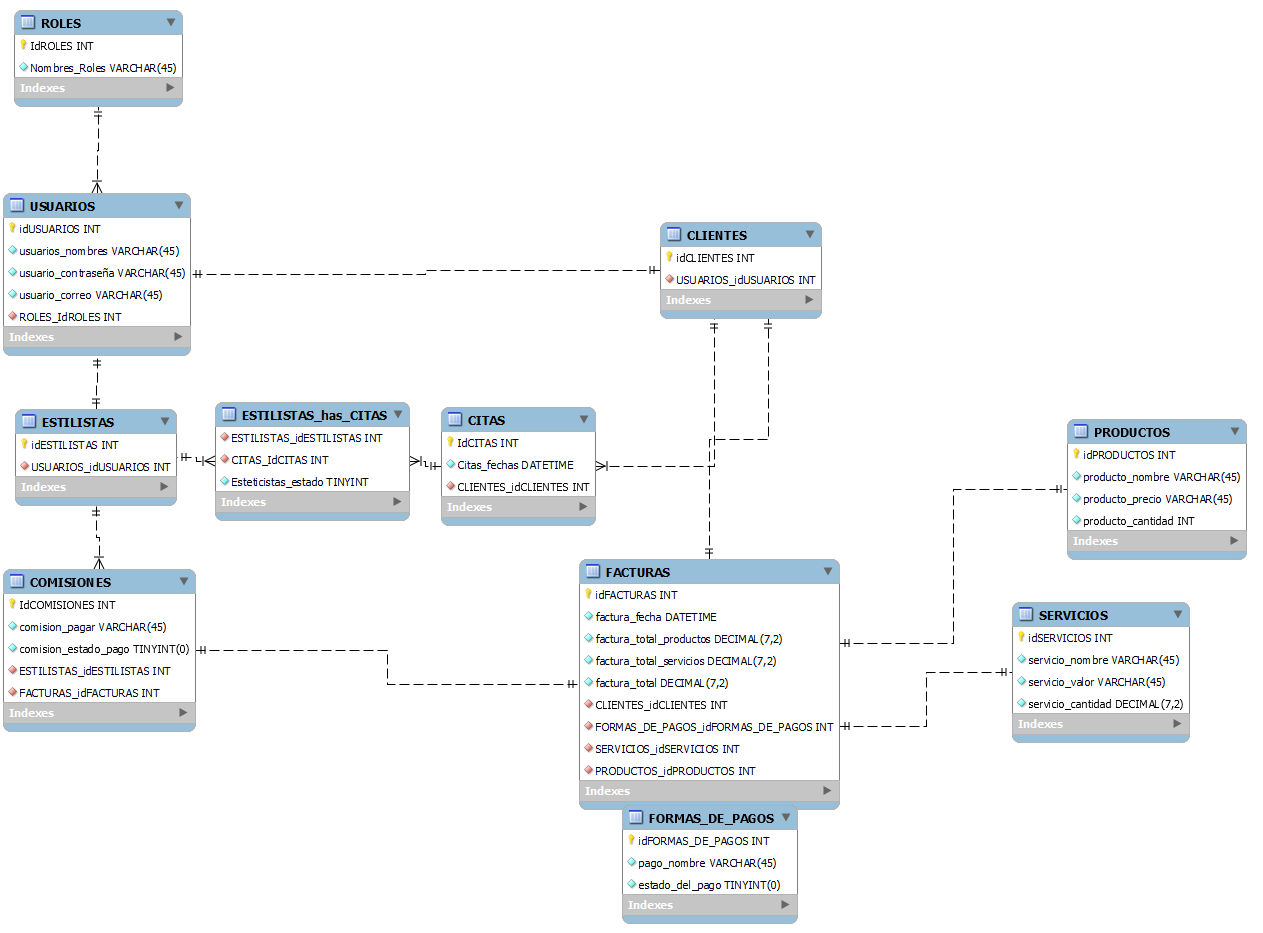 ROLES
IdROLES INT
Nombres_Roles VARCHAR(45)
Indexes
USUARIOS
idUSUARIOS INT
usuarios_nombres VARCHAR(45)
usuario_contraseña VARCHAR(45)
usuario_correo VARCHAR(45)
ROLES_IdROLES INT
Indexes
CLIENTES
idCLIENTES INT
USUARIOS_idUSUARIOS INT
Indexes
ESTILISTAS
idESTILISTAS INT
USUARIOS_idUSUARIOS INT
Indexes
ESTILISTAS_has_CITAS
ESTILISTAS_idESTILISTAS INT
CITAS_IdCITAS INT
Esteticistas_estado TINYINT
Indexes
CITAS
IdCITAS INT
Citas_fechas DATETIME
CLIENTES_idCLIENTES INT
Indexes
PRODUCTOS
idPRODUCTOS INT
producto_nombre VARCHAR(45)
producto_precio VARCHAR(45)
producto_cantidad INT
Indexes
COMISIONES
IdCOMISIONES INT
comision_pagar VARCHAR(45)
comision_estado_pago TINYINT(0)
ESTILISTAS_idESTILISTAS INT
FACTURAS_idFACTURAS INT
Indexes
FACTURAS
idFACTURAS INT
factura_fecha DATETIME
factura_total_productos DECIMAL(7,2)
factura_total_servicios DECIMAL(7,2)
factura_total DECIMAL(7,2)
CLIENTES_idCLIENTES INT
FORMAS_DE_PAGOS_idFORMAS_DE_PAGOS INT
SERVICIOS_idSERVICIOS INT
PRODUCTOS_idPRODUCTOS INT
Indexes
SERVICIOS
idSERVICIOS INT
servicio_nombre VARCHAR(45)
servicio_valor VARCHAR(45)
servicio_cantidad DECIMAL(7,2)
Indexes
FORMAS_DE_PAGOS
idFORMAS_DE_PAGOS INT
pago_nombre VARCHAR(45)
estado_del_pago TINYINT(0)
Indexes